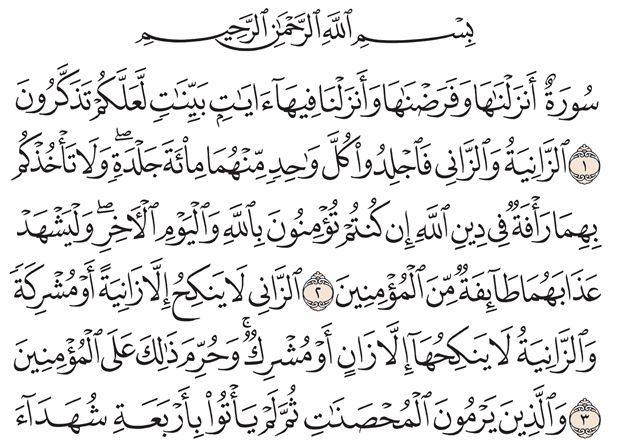 بِسْمِ ٱللَّهِ ٱلرَّحْمَٰنِ ٱلرَّحِيمِ
سُورَةٌ أَنزَلْنَٰهَا وَفَرَضْنَٰهَا وَأَنزَلْنَا فِيهَآ ءَايَٰتٍۭ بَيِّنَٰتٍ لَّعَلَّكُمْ تَذَكَّرُونَ
١ ٱلزَّانِيَةُ وَٱلزَّانِى فَٱجْلِدُوا۟ كُلَّ وَٰحِدٍ مِّنْهُمَا مِا۟ئَةَ جَلْدَةٍ ۖ وَلَا تَأْخُذْكُم
بِهِمَا رَأْفَةٌ فِى دِينِ ٱللَّهِ إِن كُنتُمْ تُؤْمِنُونَ بِٱللَّهِ وَٱلْيَوْمِ ٱلْأَخِرِ ۖ وَلْيَشْهَدْ
عَذَابَهُمَا طَآئِفَةٌ مِّنَ ٱلْمُؤْمِنِينَ ٢ ٱلزَّانِى لَا يَنكِحُ إِلَّا زَانِيَةً أَوْ مُشْرِكَةً
وَٱلزَّانِيَةُ لَا يَنكِحُهَآ إِلَّا زَانٍ أَوْ مُشْرِكٌ ۚ وَحُرِّمَ ذَٰلِكَ عَلَى ٱلْمُؤْمِنِينَ
٣ وَٱلَّذِينَ يَرْمُونَ ٱلْمُحْصَنَٰتِ ثُمَّ لَمْ يَأْتُوا۟ بِأَرْبَعَةِ شُهَدَآءَ